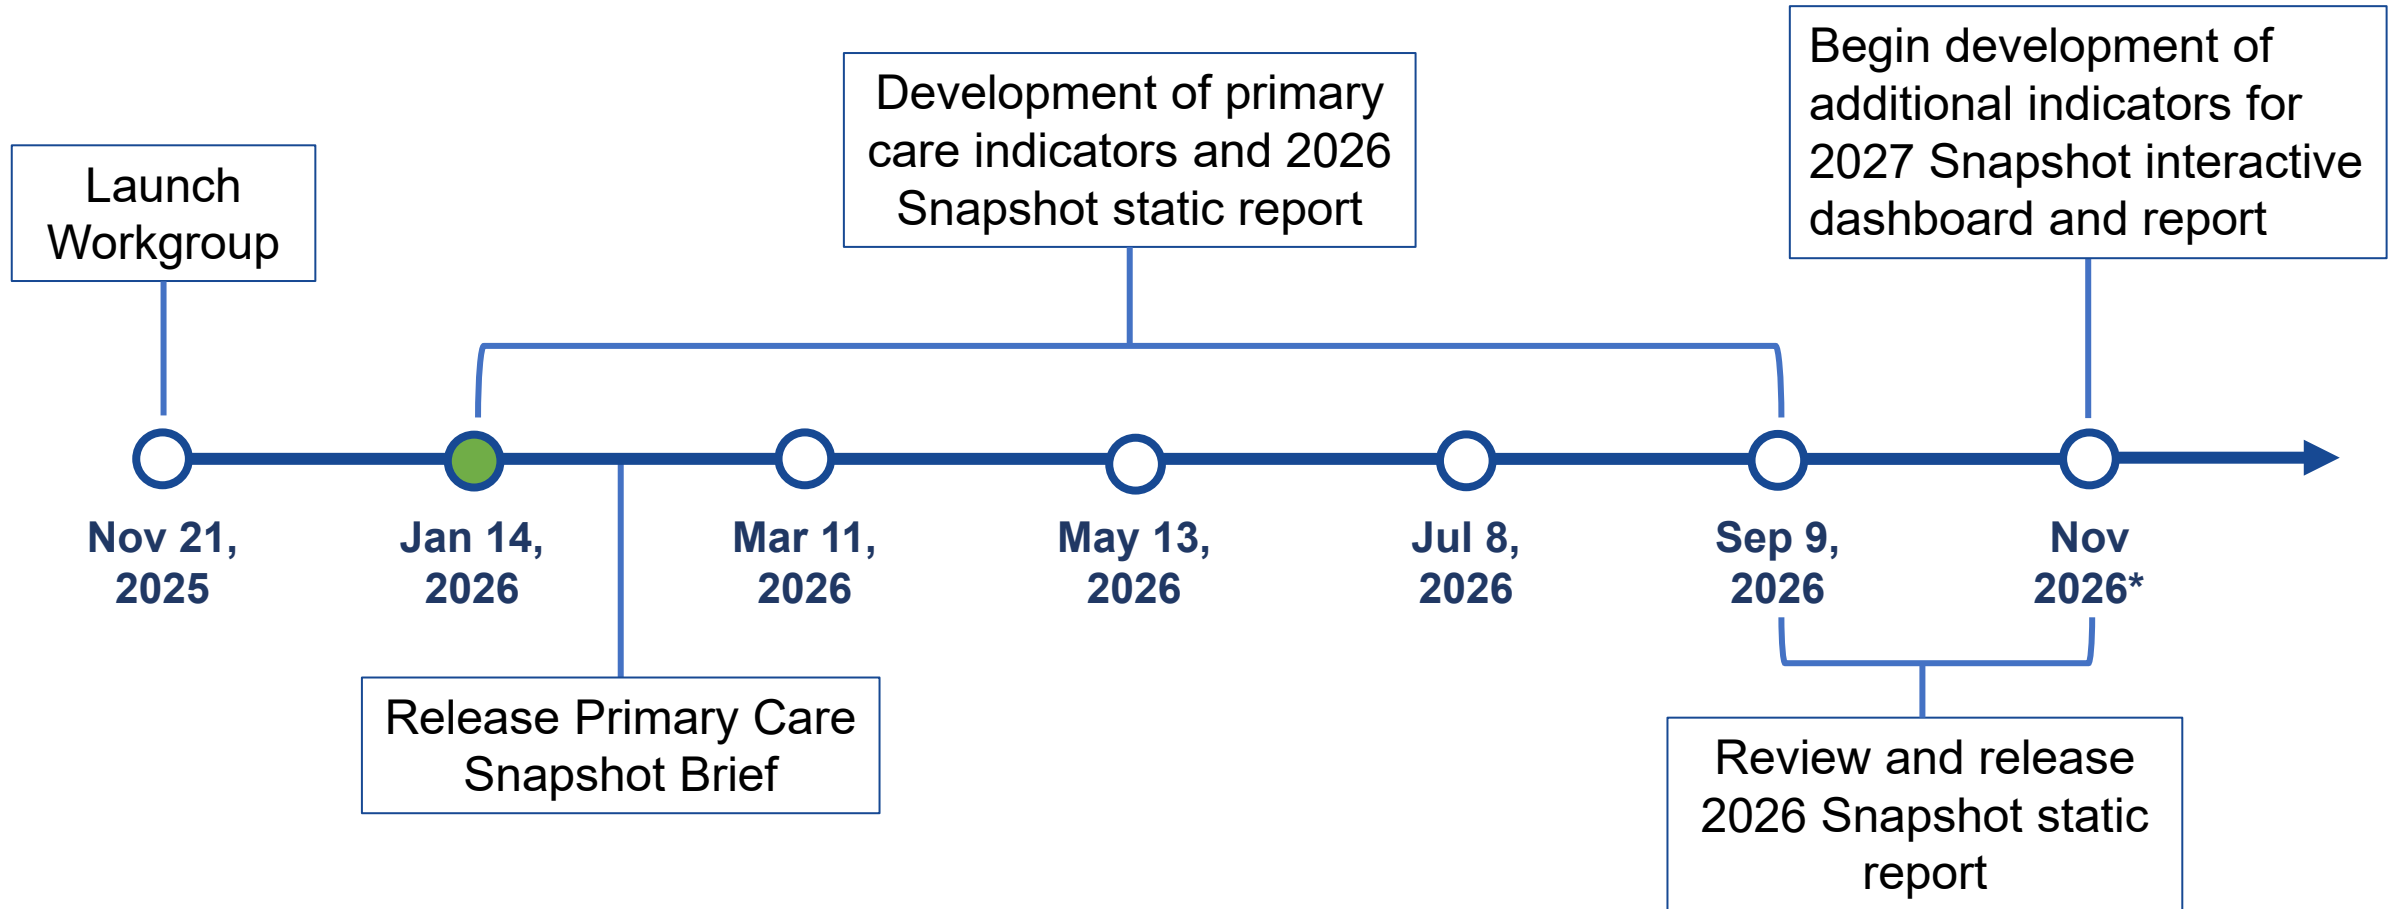 Launch
Workgroup
Development of primary
care indicators and 2026
Snapshot static report
Begin development of
additional indicators for
2027 Snapshot interactive
dashboard and report
Nov 21,
2025
Jan 14,
2026
Mar 11,
2026
May 13,
2026
Jul 8,
2026
Sep 9,
2026
Nov
2026*
Release Primary Care
Snapshot Brief
Review and release
2026 Snapshot static
report